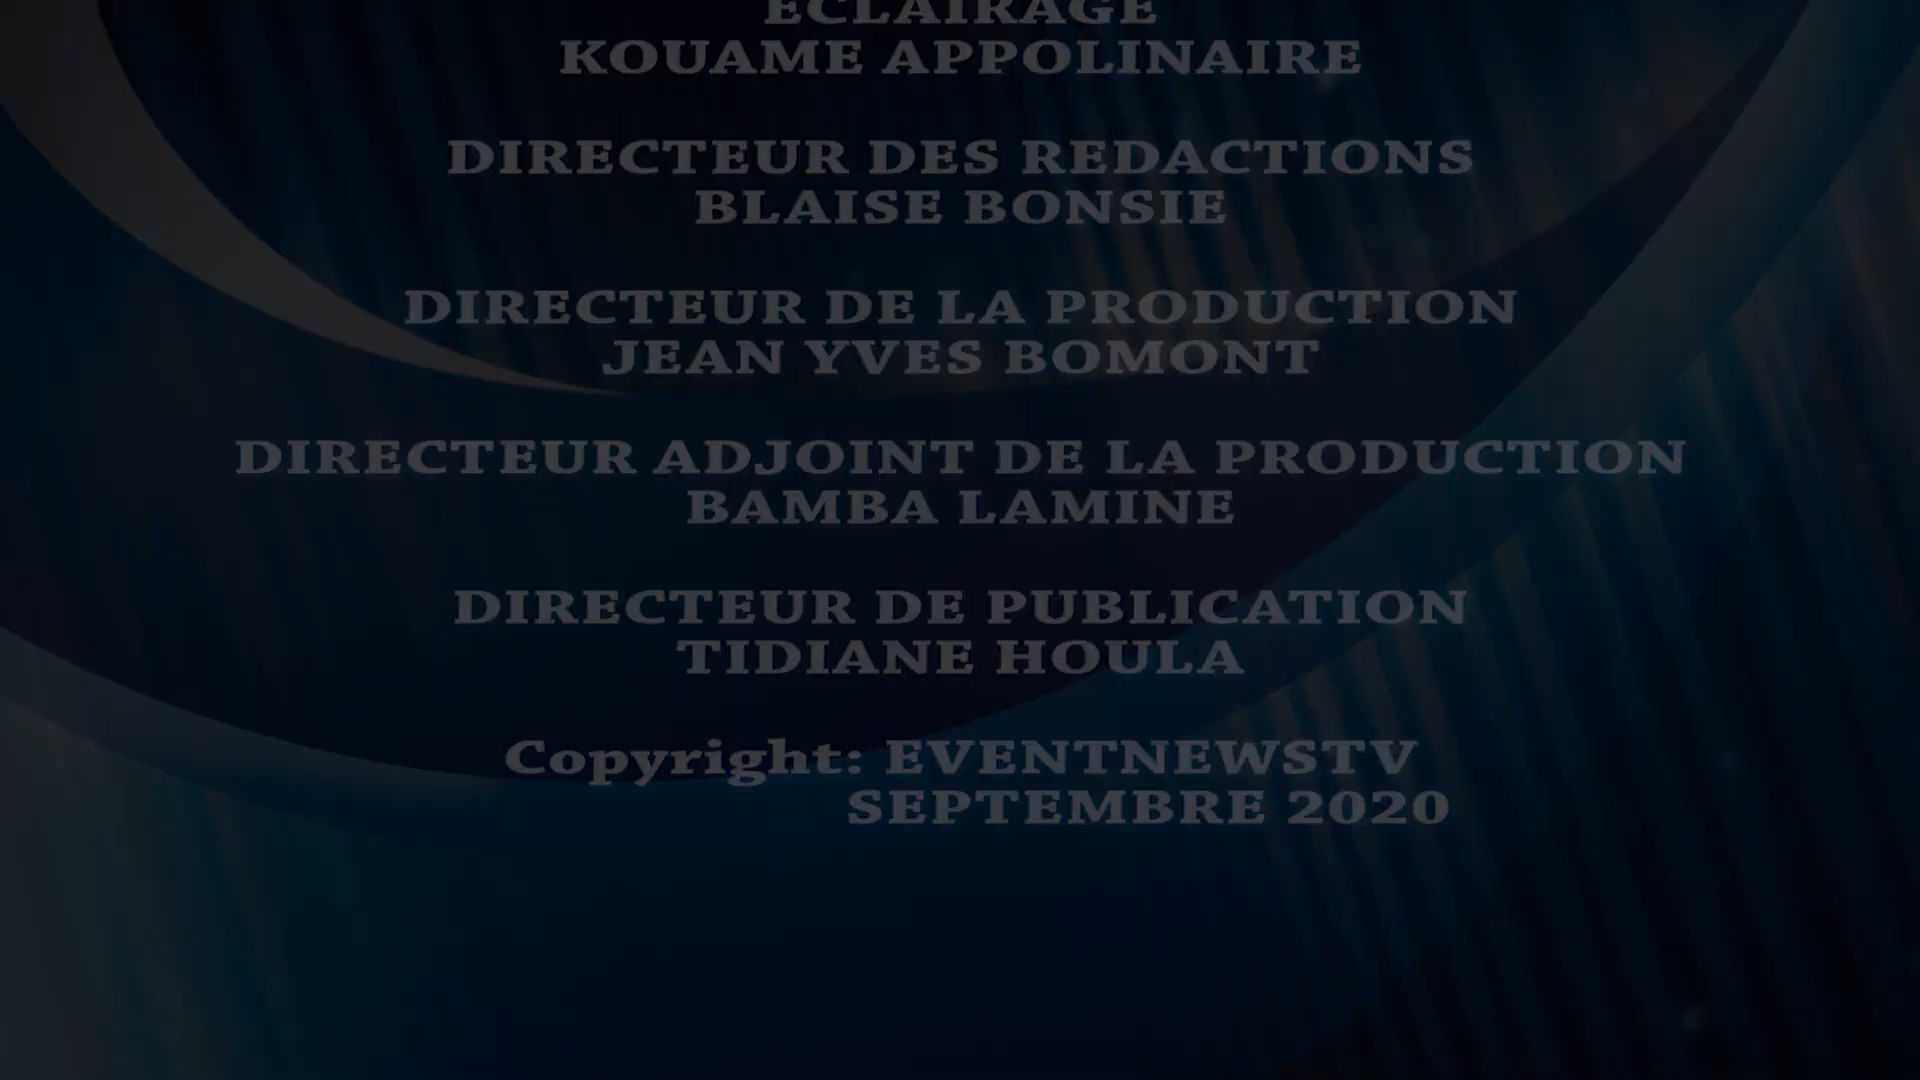 ECLAIRAGE
KOUAME APPOLINAIRE
DIRECTEUR DES REDACTIONS
BLAISE BONSIE
DIRECTEUR DE LA PRODUCTION
JEAN YVES BOMONT
DIRECTEUR ADJOINT DE LA PRODUCTION
BAMBA LAMINE
DIRECTEUR DE PUBLICATION
TIDIANE HOULA
Copyright: EVENTNEWSTV
SEPTEMBRE 2020